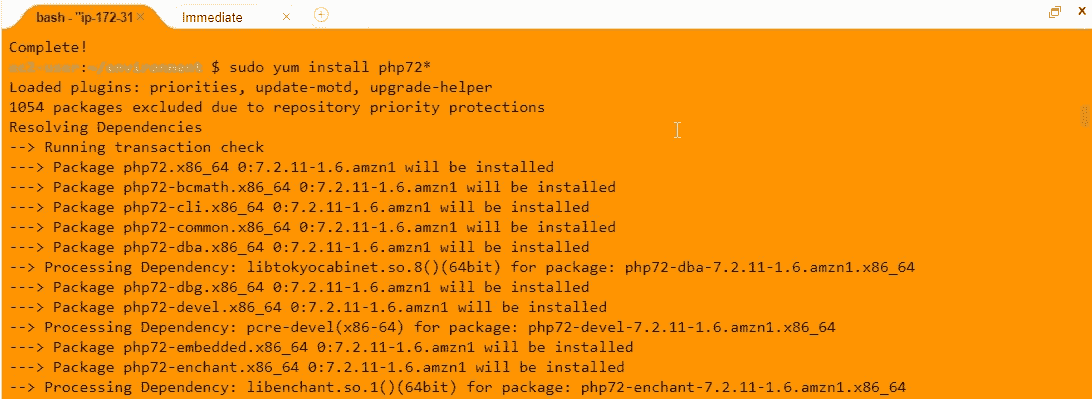 bash - "ip-172-31
Immediate
Complete!
$ sudo yum install php72*
Loaded plugins: priorities, update-motd, upgrade-helper
1054 packages excluded due to repository priority protections
Resolving Dependencies
--> Running transaction check
---> Package php72.x86_64 0:7.2.11-1.6.amzn1 will be installed
---> Package php72-bcmath.x86_64 0:7.2.11-1.6.amzn1 will be installed
---> Package php72-cli.x86_64 0:7.2.11-1.6.amzn1 will be installed
---> Package php72-common.x86_64 0:7.2.11-1.6.amzn1 will be installed
---> Package php72-dba.x86_64 0:7.2.11-1.6.amzn1 will be installed
--> Processing Dependency: libtokyocabinet.so.8()(64bit) for package: php72-dba-7.2.11-1.6.amzn1.x86_64
---> Package php72-dbg.x86_64 0:7.2.11-1.6.amzn1 will be installed
---> Package php72-devel.x86_64 0:7.2.11-1.6.amzn1 will be installed
--> Processing Dependency: pcre-devel(x86-64) for package: php72-devel-7.2.11-1.6.amzn1.x86_64
---> Package php72-embedded.x86_64 0:7.2.11-1.6.amzn1 will be installed
---> Package php72-enchant.x86_64 0:7.2.11-1.6.amzn1 will be installed
--> Processing Dependency: libenchant.so.1()(64bit) for package: php72-enchant-7.2.11-1.6.amzn1.x86_64